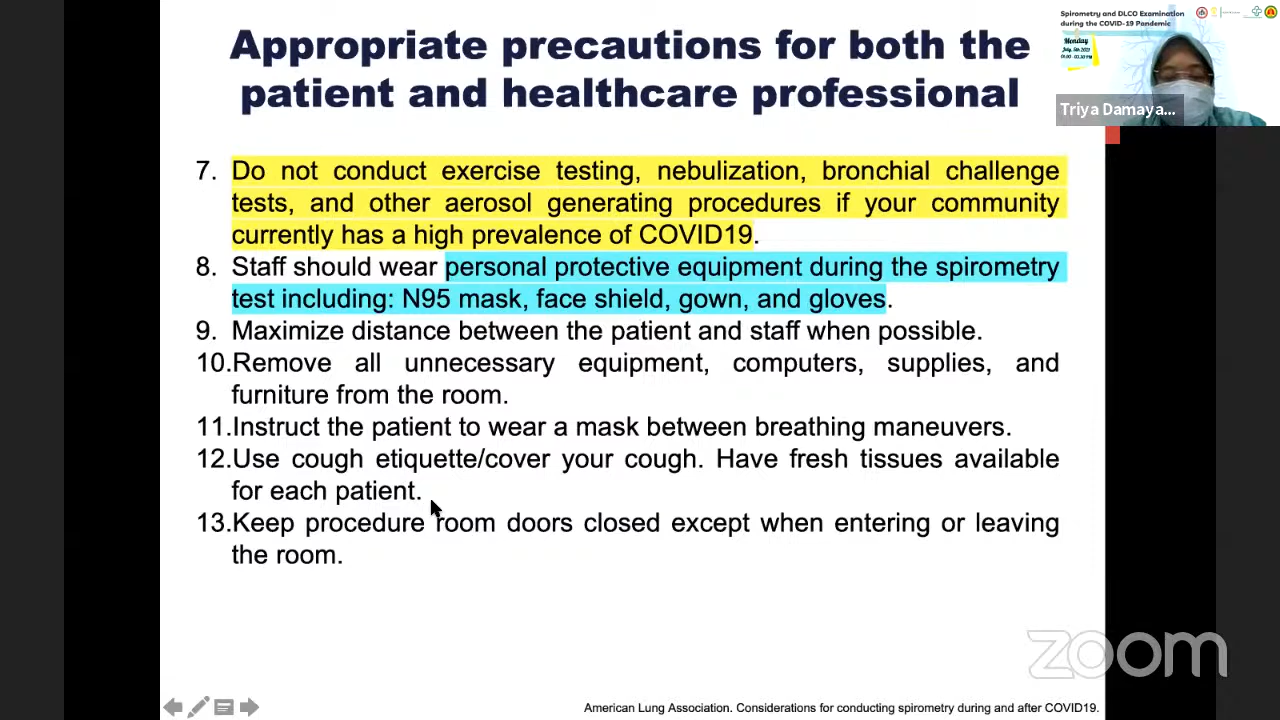 Appropriate precautions for both the
patient and healthcare professional
7. Do not conduct exercise testing, nebulization, bronchial challenge
tests, and other aerosol generating procedures if your community
currently has a high prevalence of COVID19.
8. Staff should wear personal protective equipment during the spirometry
test including: N95 mask, face shield, gown, and gloves.
9. Maximize distance between the patient and staff when possible.
10.Remove all unnecessary equipment, computers, supplies, and
furniture from the room.
11.Instruct the patient to wear a mask between breathing maneuvers.
12.Use cough etiquette/cover your cough. Have fresh tissues available
for each patient.
13.Keep procedure room doors closed except when entering or leaving
the room.
American Lung Association. Considerations for conducting spirometry during and after COVID19.
Spirometry and DLCO Examination
during the COVID-19 Pandemic
Monday
Triya Damaya...
zoom